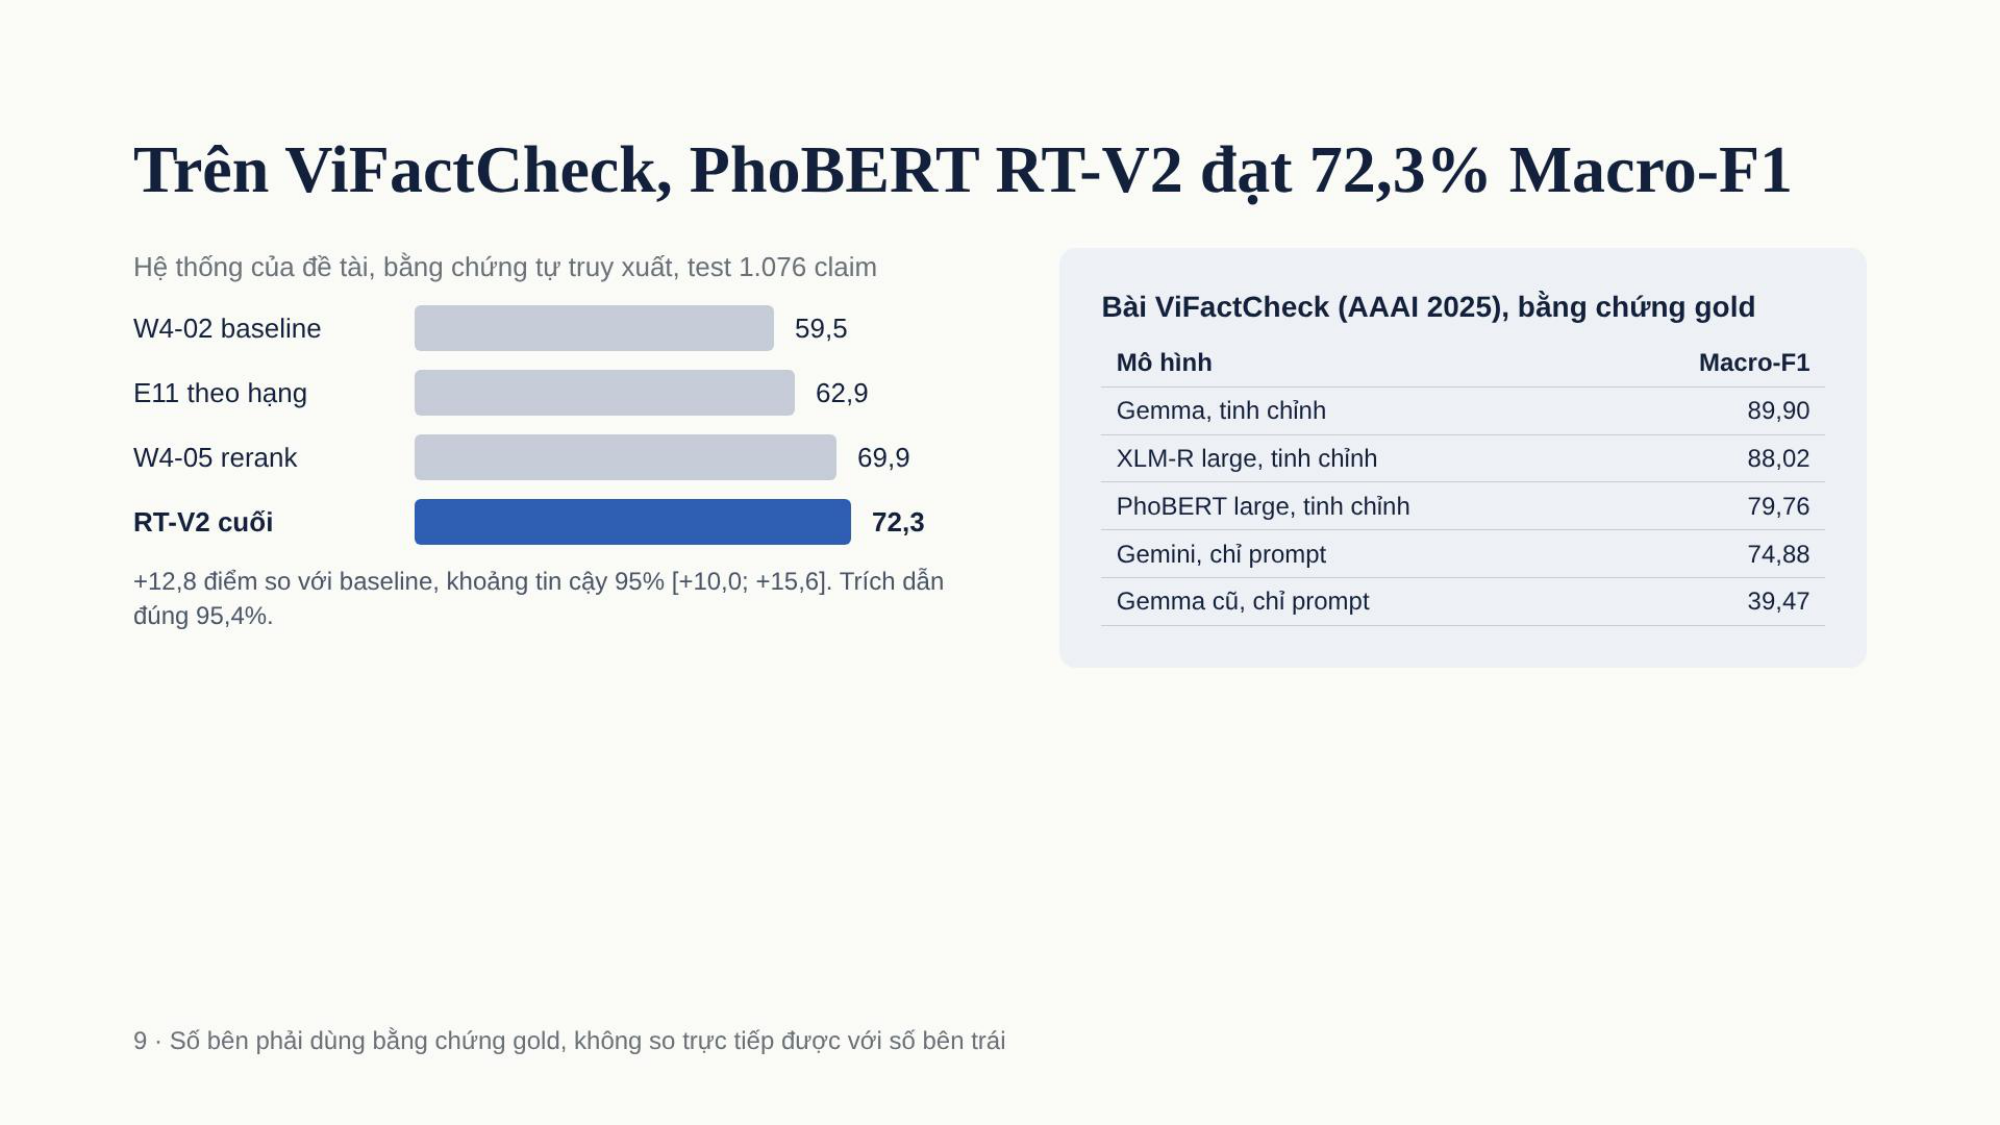 Trên ViFactCheck, PhoBERT RT-V2 đạt 72,3% Macro-F1
Hệ thống của đề tài, bằng chứng tự truy xuất, test 1.076 claim
W4-02 baseline 59,5
E11 theo hạng 62,9
W4-05 rerank 69,9
RT-V2 cuối 72,3
+12,8 điểm so với baseline, khoảng tin cậy 95% [+10,0; +15,6]. Trích dẫn
đúng 95,4%.
Bài ViFactCheck (AAAI 2025), bằng chứng gold
Mô hình Macro-F1
Gemma, tinh chỉnh 89,90
XLM-R large, tinh chỉnh 88,02
PhoBERT large, tinh chỉnh 79,76
Gemini, chỉ prompt 74,88
Gemma cũ, chỉ prompt 39,47
9 · Số bên phải dùng bằng chứng gold, không so trực tiếp được với số bên trái